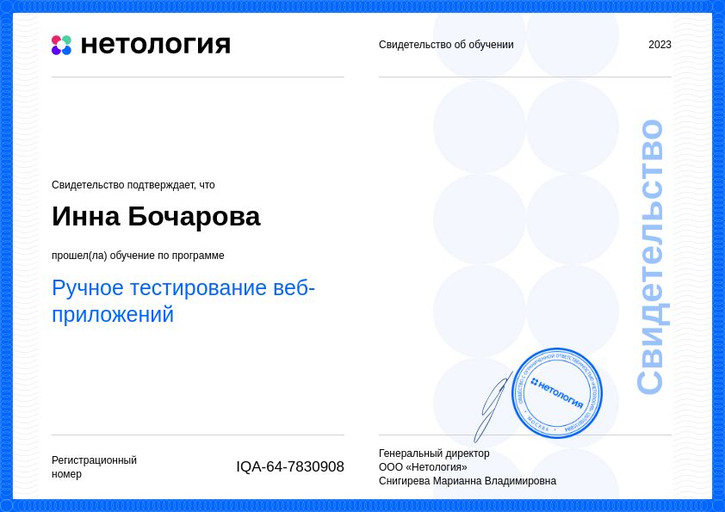 нетология
Свидетельство об обучении
2023
Свидетельство подтверждает, что
Инна Бочарова
прошел(ла) обучение по программе
Ручное тестирование веб-
приложений
Свидетельство
нетология
МОСКВА
Регистрационный
номер
IQA-64-7830908
Генеральный директор
ООО «Нетология»
Снигирева Марианна Владимировна